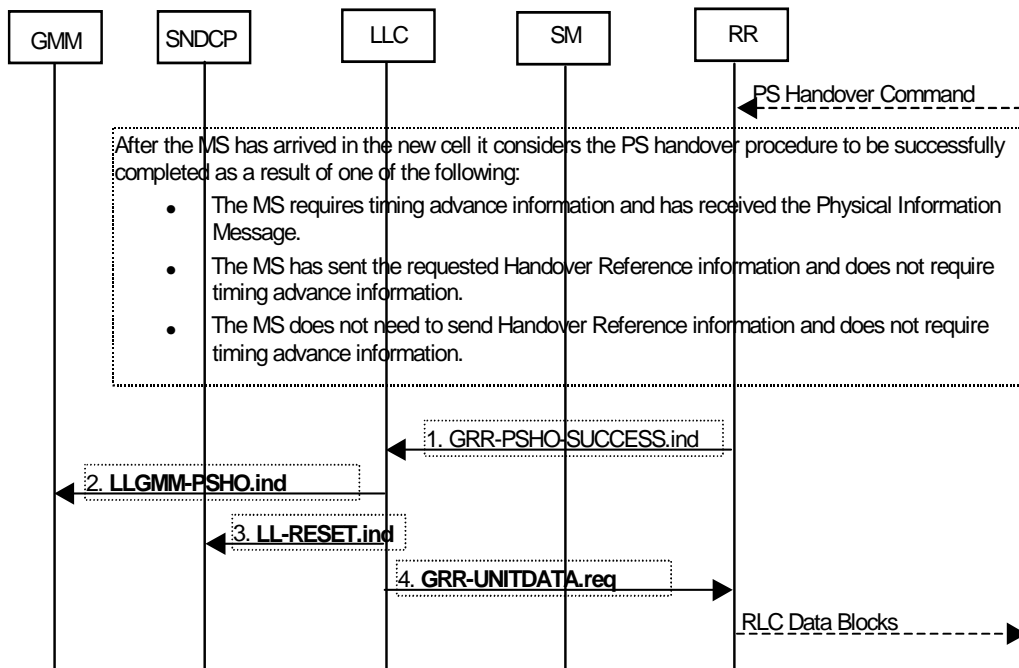 GMM SNDCP LLC SM RR
PS Handover Command
After the MS has arrived in the new cell it considers the PS handover procedure to be successfully
completed as a result of one of the following:
• The MS requires timing advance information and has received the Physical Information
Message.
• The MS has sent the requested Handover Reference information and does not require
timing advance information.
• The MS does not need to send Handover Reference information and does not require
timing advance information.
1. GRR-PSHO-SUCCESS.ind
2. LLGMM-PSHO.ind
3. LL-RESET.ind
4. GRR-UNITDATA.req
RLC Data Blocks